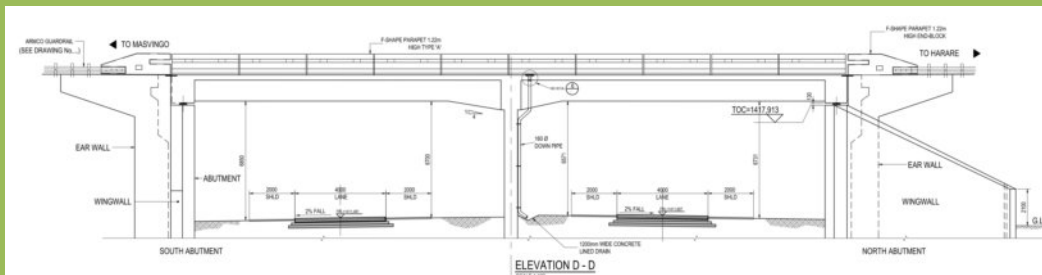 F-SHAPE PARAPET 1.22m
HIGH TYPE 'A'
F-SHAPE PARAPET 1.22m
HIGH END-BLOCK
ARMCO GUARDRAIL
(SEE DRAWING No....)
TO MASVINGO
TO HARARE
TOC=1417,913
160 Ø
DOWN PIPE
EAR WALL
EAR WALL
ABUTMENT
WINGWALL
WINGWALL
2000
SHLD
4000
LANE
2000
SHLD
2000
SHLD
4000
LANE
2000
SHLD
2% FALL
2% FALL
2100
G.L
1200mm WIDE CONCRETE
LINED DRAIN
SOUTH ABUTMENT
NORTH ABUTMENT
ELEVATION D - D